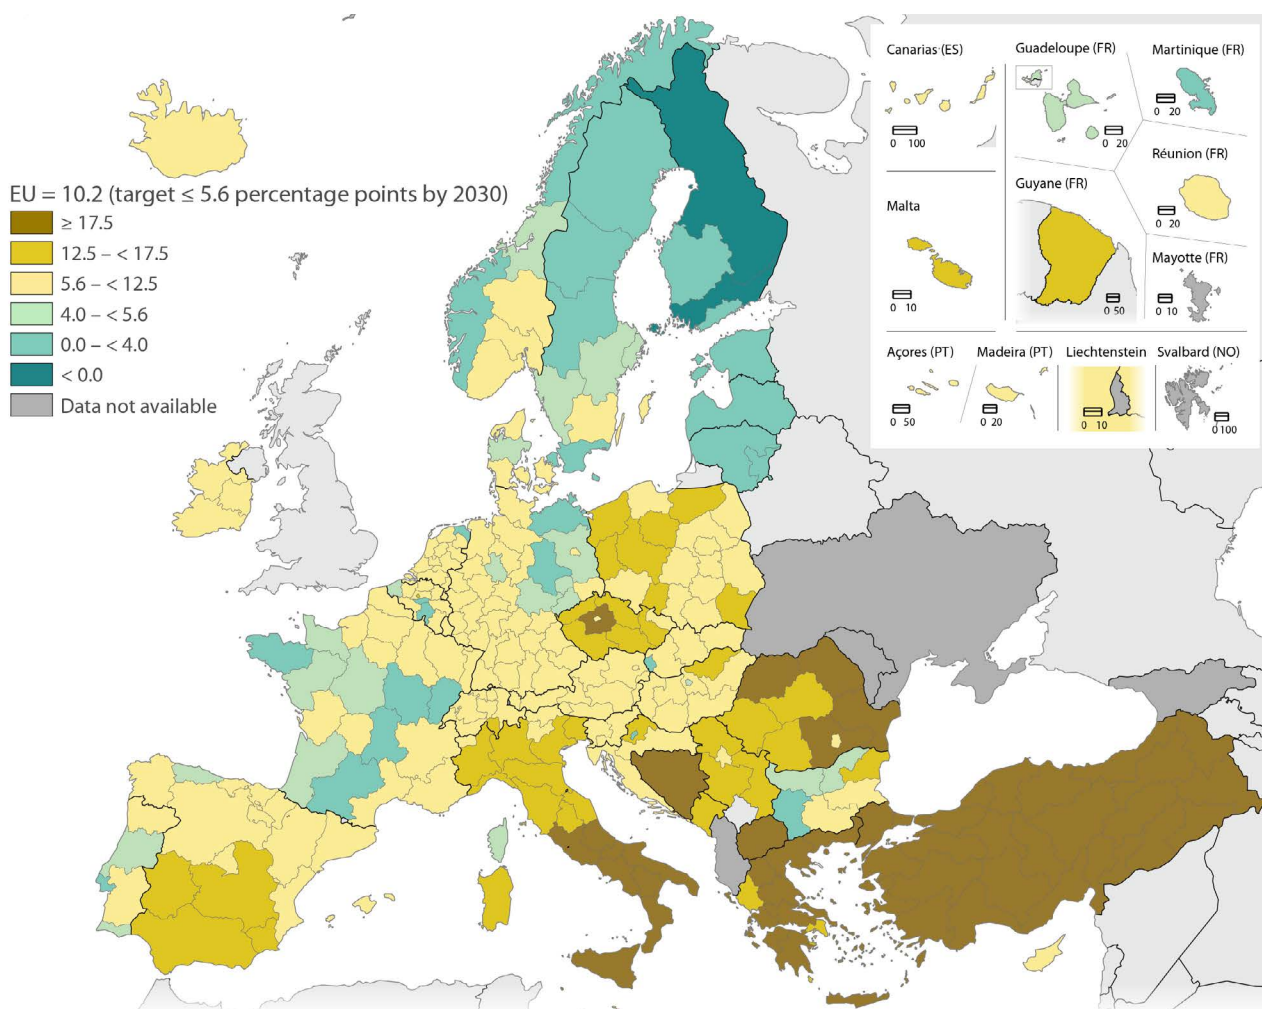 EU = 10.2 (target ≤ 5.6 percentage points by 2030)
≥ 17.5
12.5 – < 17.5
5.6 – < 12.5
4.0 – < 5.6
0.0 – < 4.0
< 0.0
Data not available
Canarias (ES)
0 100
Guadeloupe (FR)
0 20
Martinique (FR)
0 20
Réunion (FR)
0 20
Malta
0 10
Guyane (FR)
0 50
Mayotte (FR)
0 10
Açores (PT)
0 50
Madeira (PT)
0 20
Liechtenstein
0 10
Svalbard (NO)
0 100